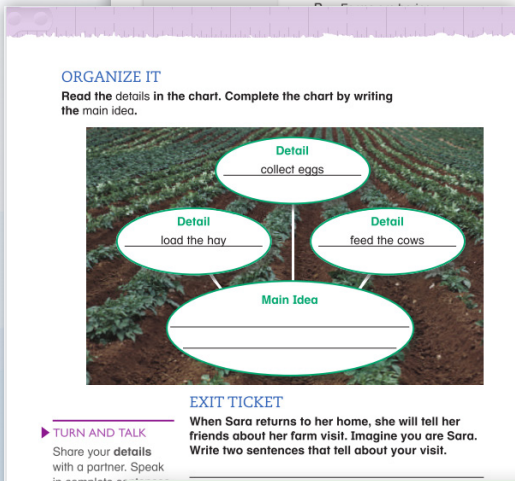 ORGANIZE IT
Read the details in the chart. Complete the chart by writing
the main idea.
Detail
collect eggs
Detail
load the hay
Detail
feed the cows
Main Idea
EXIT TICKET
When Sara returns to her home, she will tell her
friends about her farm visit. Imagine you are Sara.
Write two sentences that tell about your visit.
TURN AND TALK
Share your details
with a partner. Speak
in complete sentences